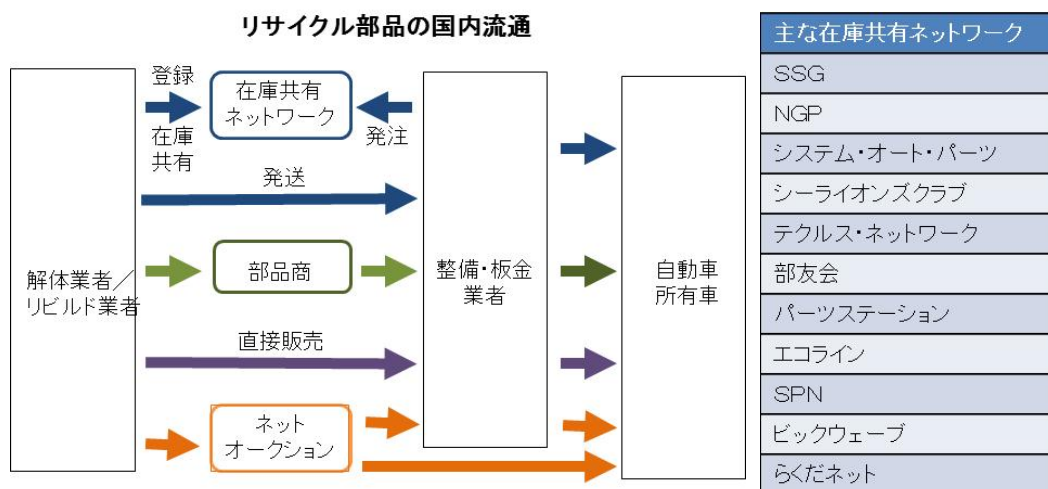 リサイクル部品の国内流通
登録
在庫共有
ネットワーク
在庫
共有
発注
発送
解体業者／
リビルド業者
部品商
整備・板金
業者
自動車
所有車
直接販売
ネット
オークション
主な在庫共有ネットワーク
SSG
NGP
システム・オート・パーツ
シーライオンズクラブ
テクルス・ネットワーク
部友会
パーツステーション
エコライン
SPN
ビックウェーブ
らくだネット